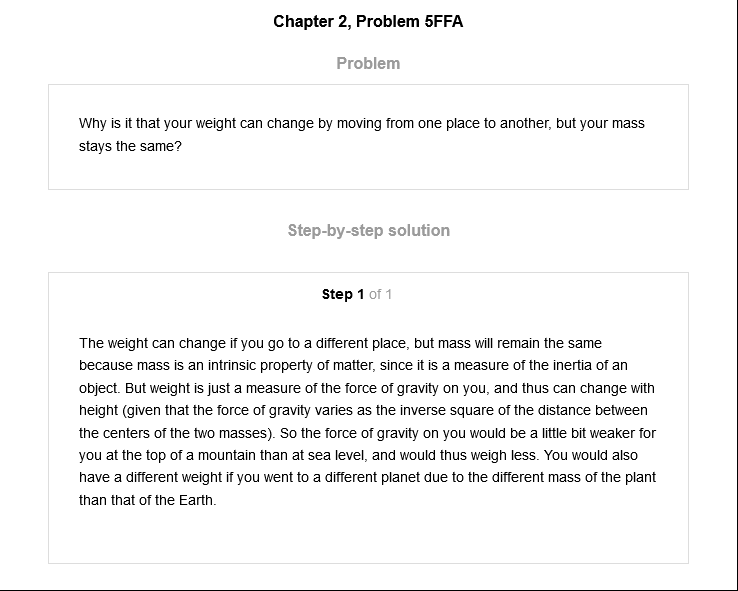 Chapter 2, Problem 5FFA
Problem
Why is it that your weight can change by moving from one place to another, but your mass
stays the same?
Step-by-step solution
Step 1 of 1
The weight can change if you go to a different place, but mass will remain the same
because mass is an intrinsic property of matter, since it is a measure of the inertia of an
object. But weight is just a measure of the force of gravity on you, and thus can change with
height (given that the force of gravity varies as the inverse square of the distance between
the centers of the two masses). So the force of gravity on you would be a little bit weaker for
you at the top of a mountain than at sea level, and would thus weigh less. You would also
have a different weight if you went to a different planet due to the different mass of the plant
than that of the Earth.